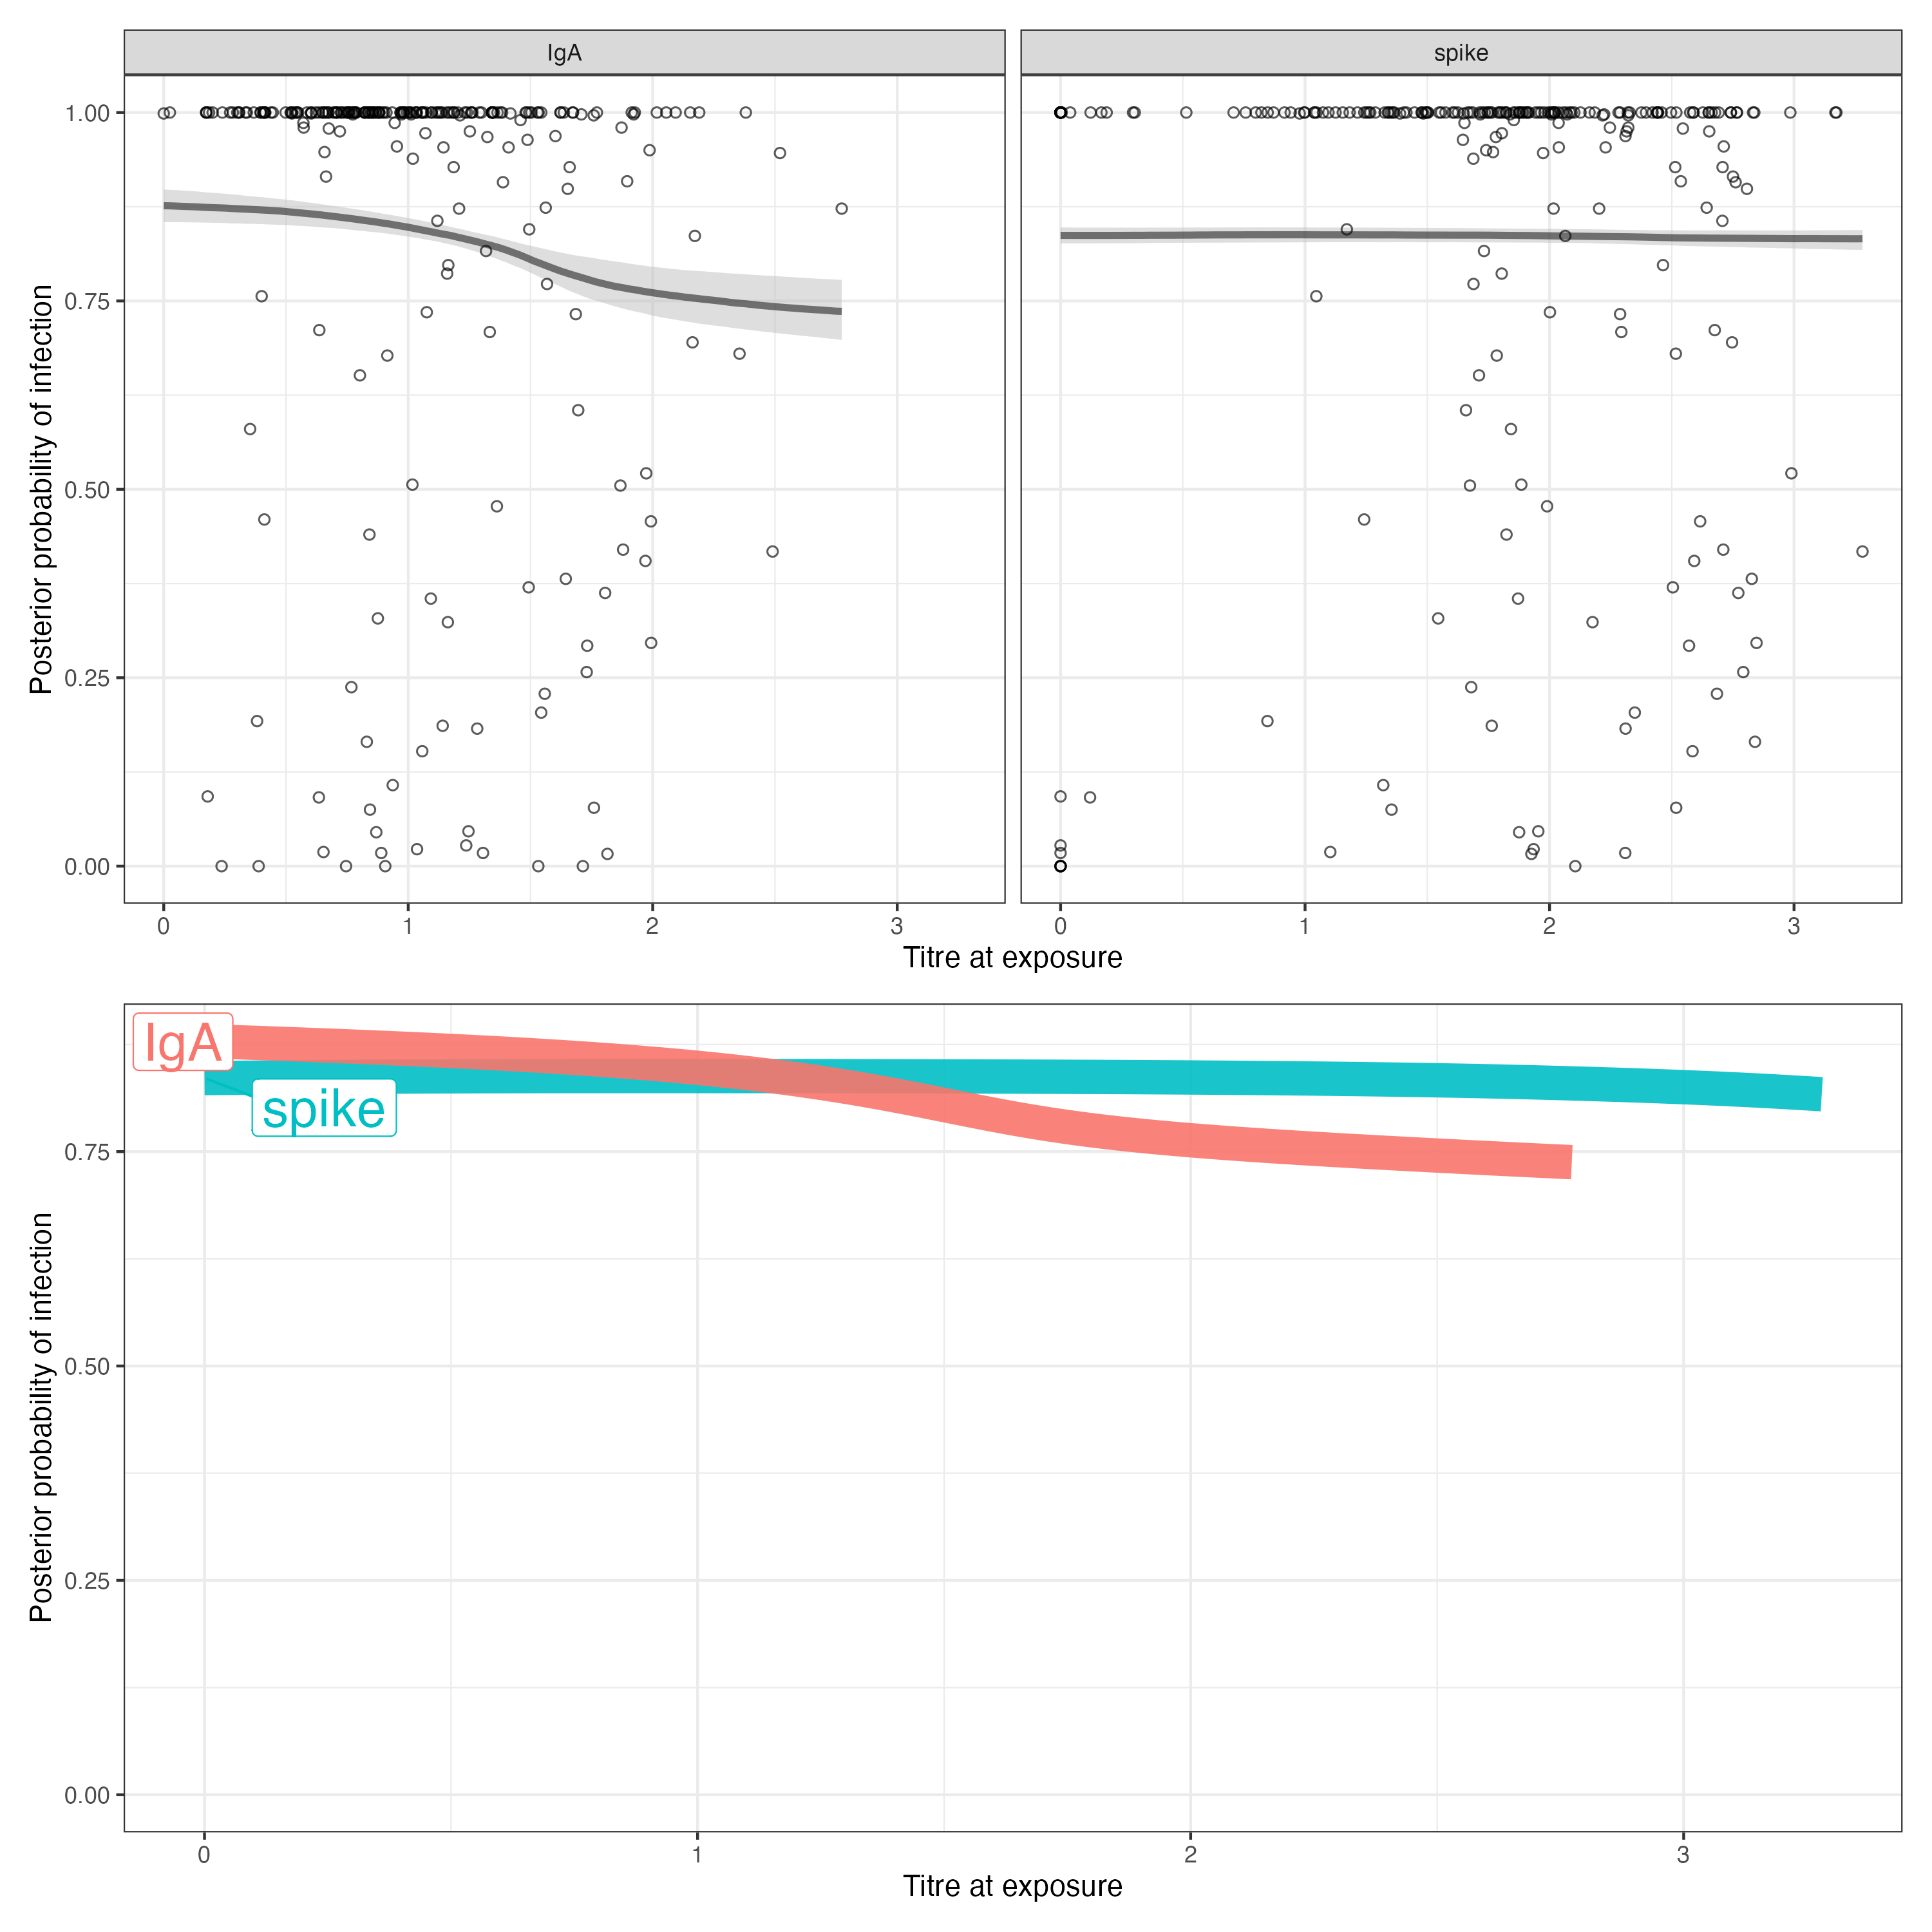 IgA
spike
Posterior probability of infection
1.00
0.75
0.50
0.25
0.00
0
1
2
3
0
1
2
3
Titre at exposure
IgA
spike
Posterior probability of infection
0.75
0.50
0.25
0.00
0
1
2
3
Titre at exposure